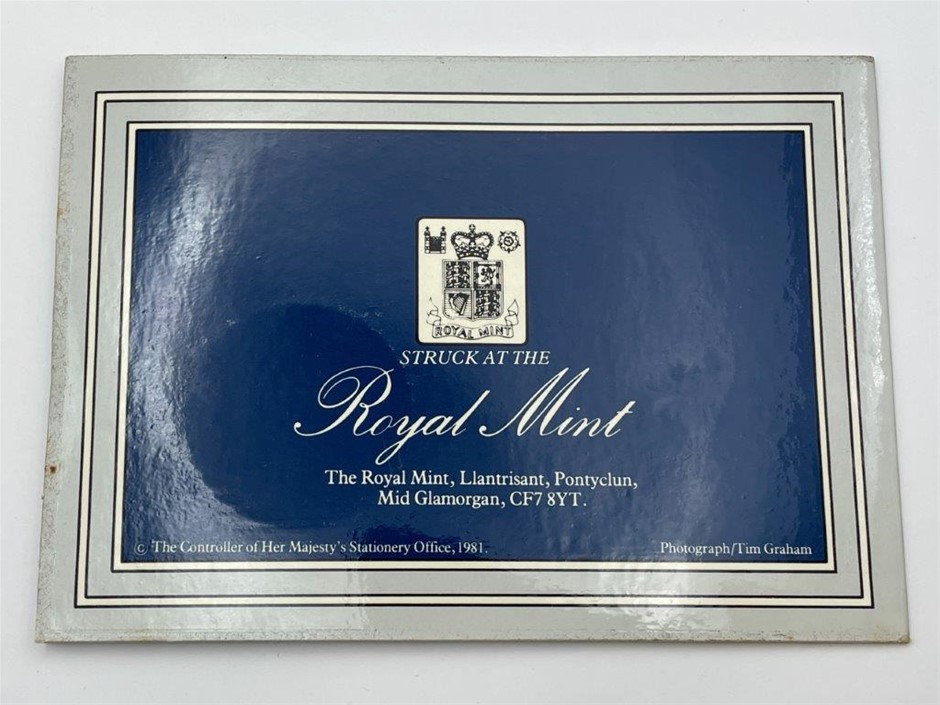 ROYAL MINT
STRUCK AT THE
Royal Mint
The Royal Mint, Llantrisant, Pontyclun,
Mid Glamorgan, CF7 8YT.
© The Controller of Her Majesty's Stationery Office, 1981.
Photograph/Tim Graham